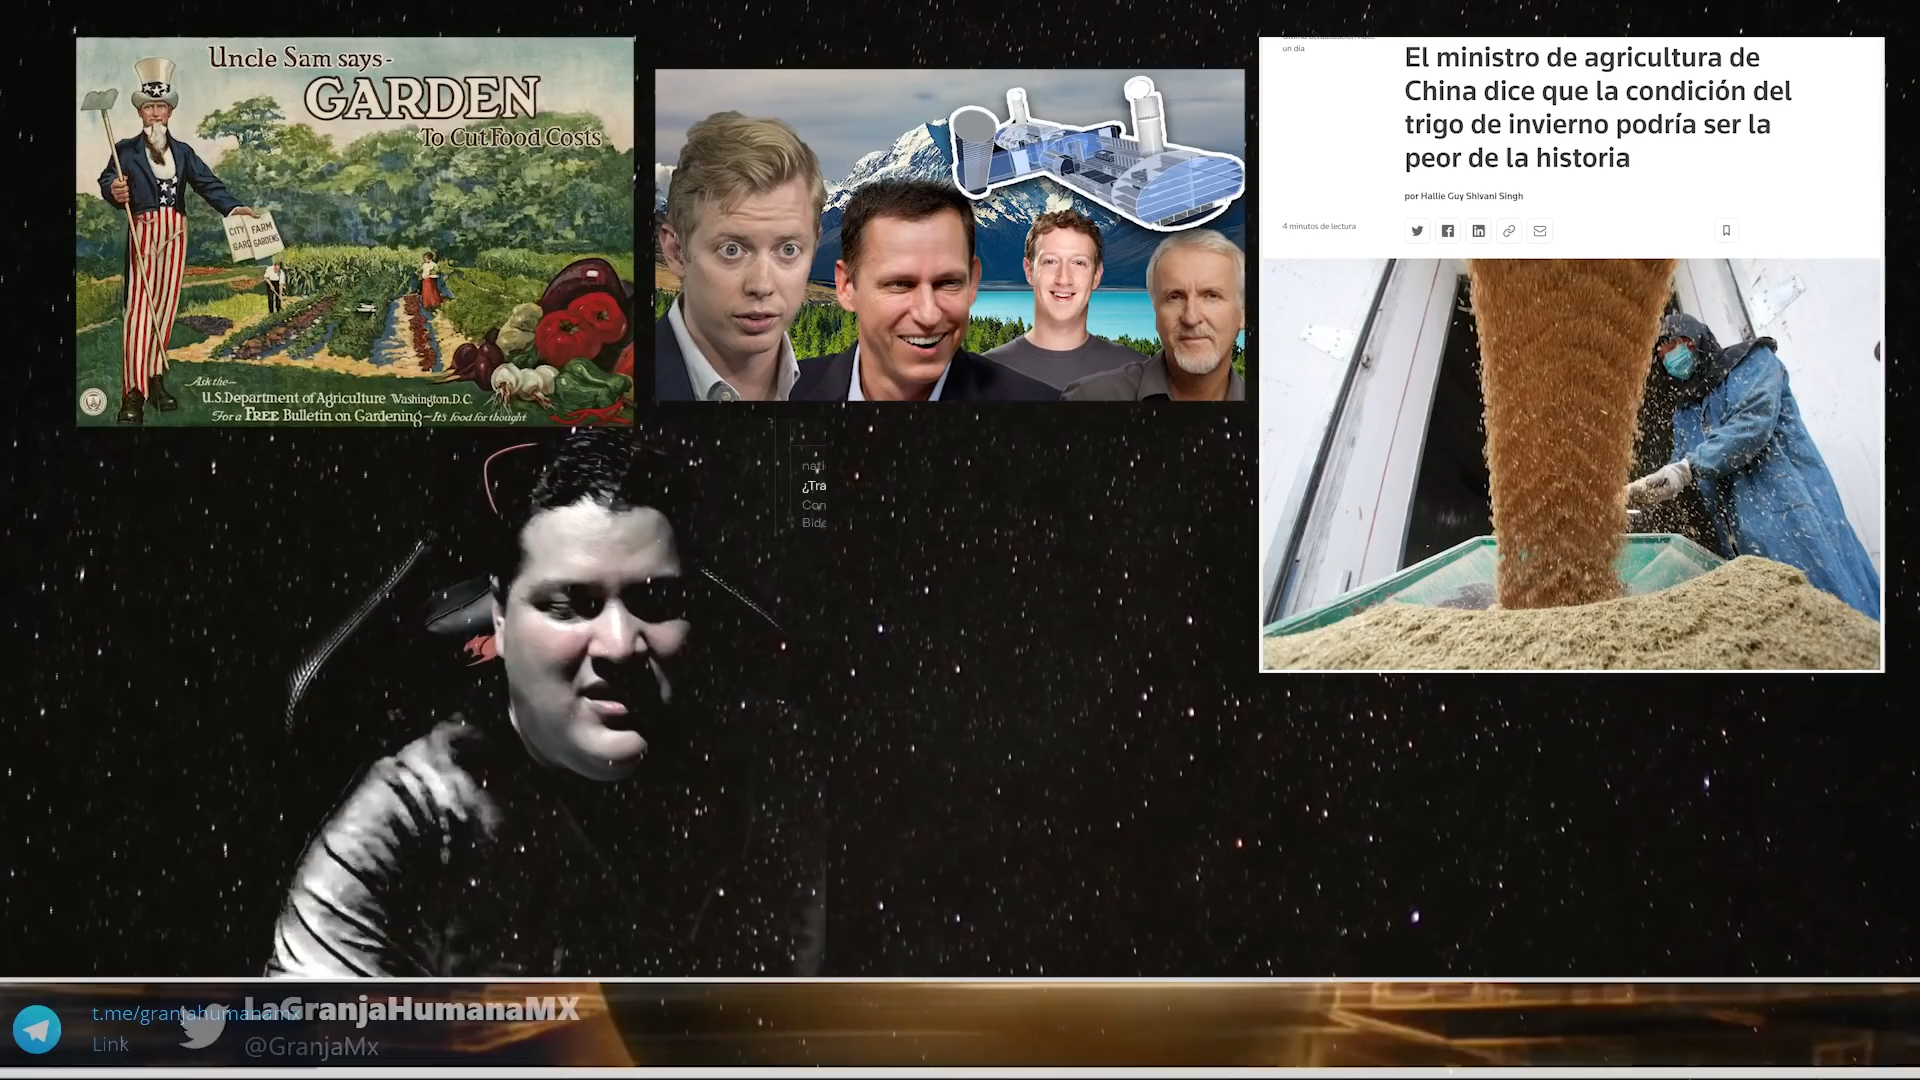 Uncle Sam says-
GARDEN
To Cut Food Costs
CITY
GARD
FARM
GARDENS
Ask the-
U.S. Department of Agriculture Washington, D.C.
For a FREE Bulletin on Gardening-It's food for thought
un día
El ministro de agricultura de
China dice que la condición del
trigo de invierno podría ser la
peor de la historia
por Hallie Guy Shivani Singh
4 minutos de lectura
nati
¿Tra
Con
Bide
t.me/granjahumanamx
Link
LaGranjaHumanaMX
@GranjaMx